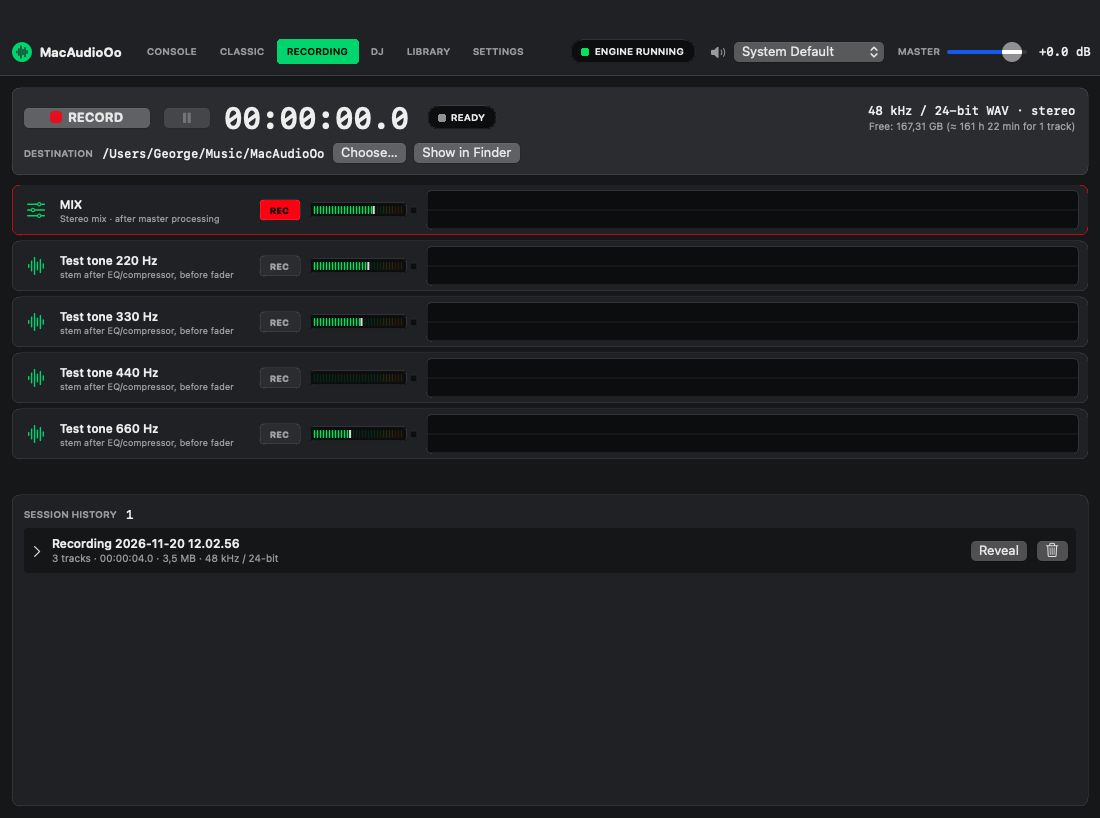 MacAudioOo CONSOLE CLASSIC RECORDING DJ LIBRARY SETTINGS ENGINE RUNNING System Default MASTER +0.0 dB
RECORD 00:00:00.0 READY
48 kHz / 24-bit WAV · stereo
Free: 167,31 GB (≈ 161 h 22 min for 1 track)
DESTINATION /Users/George/Music/MacAudioOo Choose... Show in Finder
MIX
Stereo mix · after master processing
REC
Test tone 220 Hz
stem after EQ/compressor, before fader
REC
Test tone 330 Hz
stem after EQ/compressor, before fader
REC
Test tone 440 Hz
stem after EQ/compressor, before fader
REC
Test tone 660 Hz
stem after EQ/compressor, before fader
REC
SESSION HISTORY 1
Recording 2026-11-20 12.02.56
3 tracks · 00:00:04.0 · 3,5 MB · 48 kHz / 24-bit
Reveal